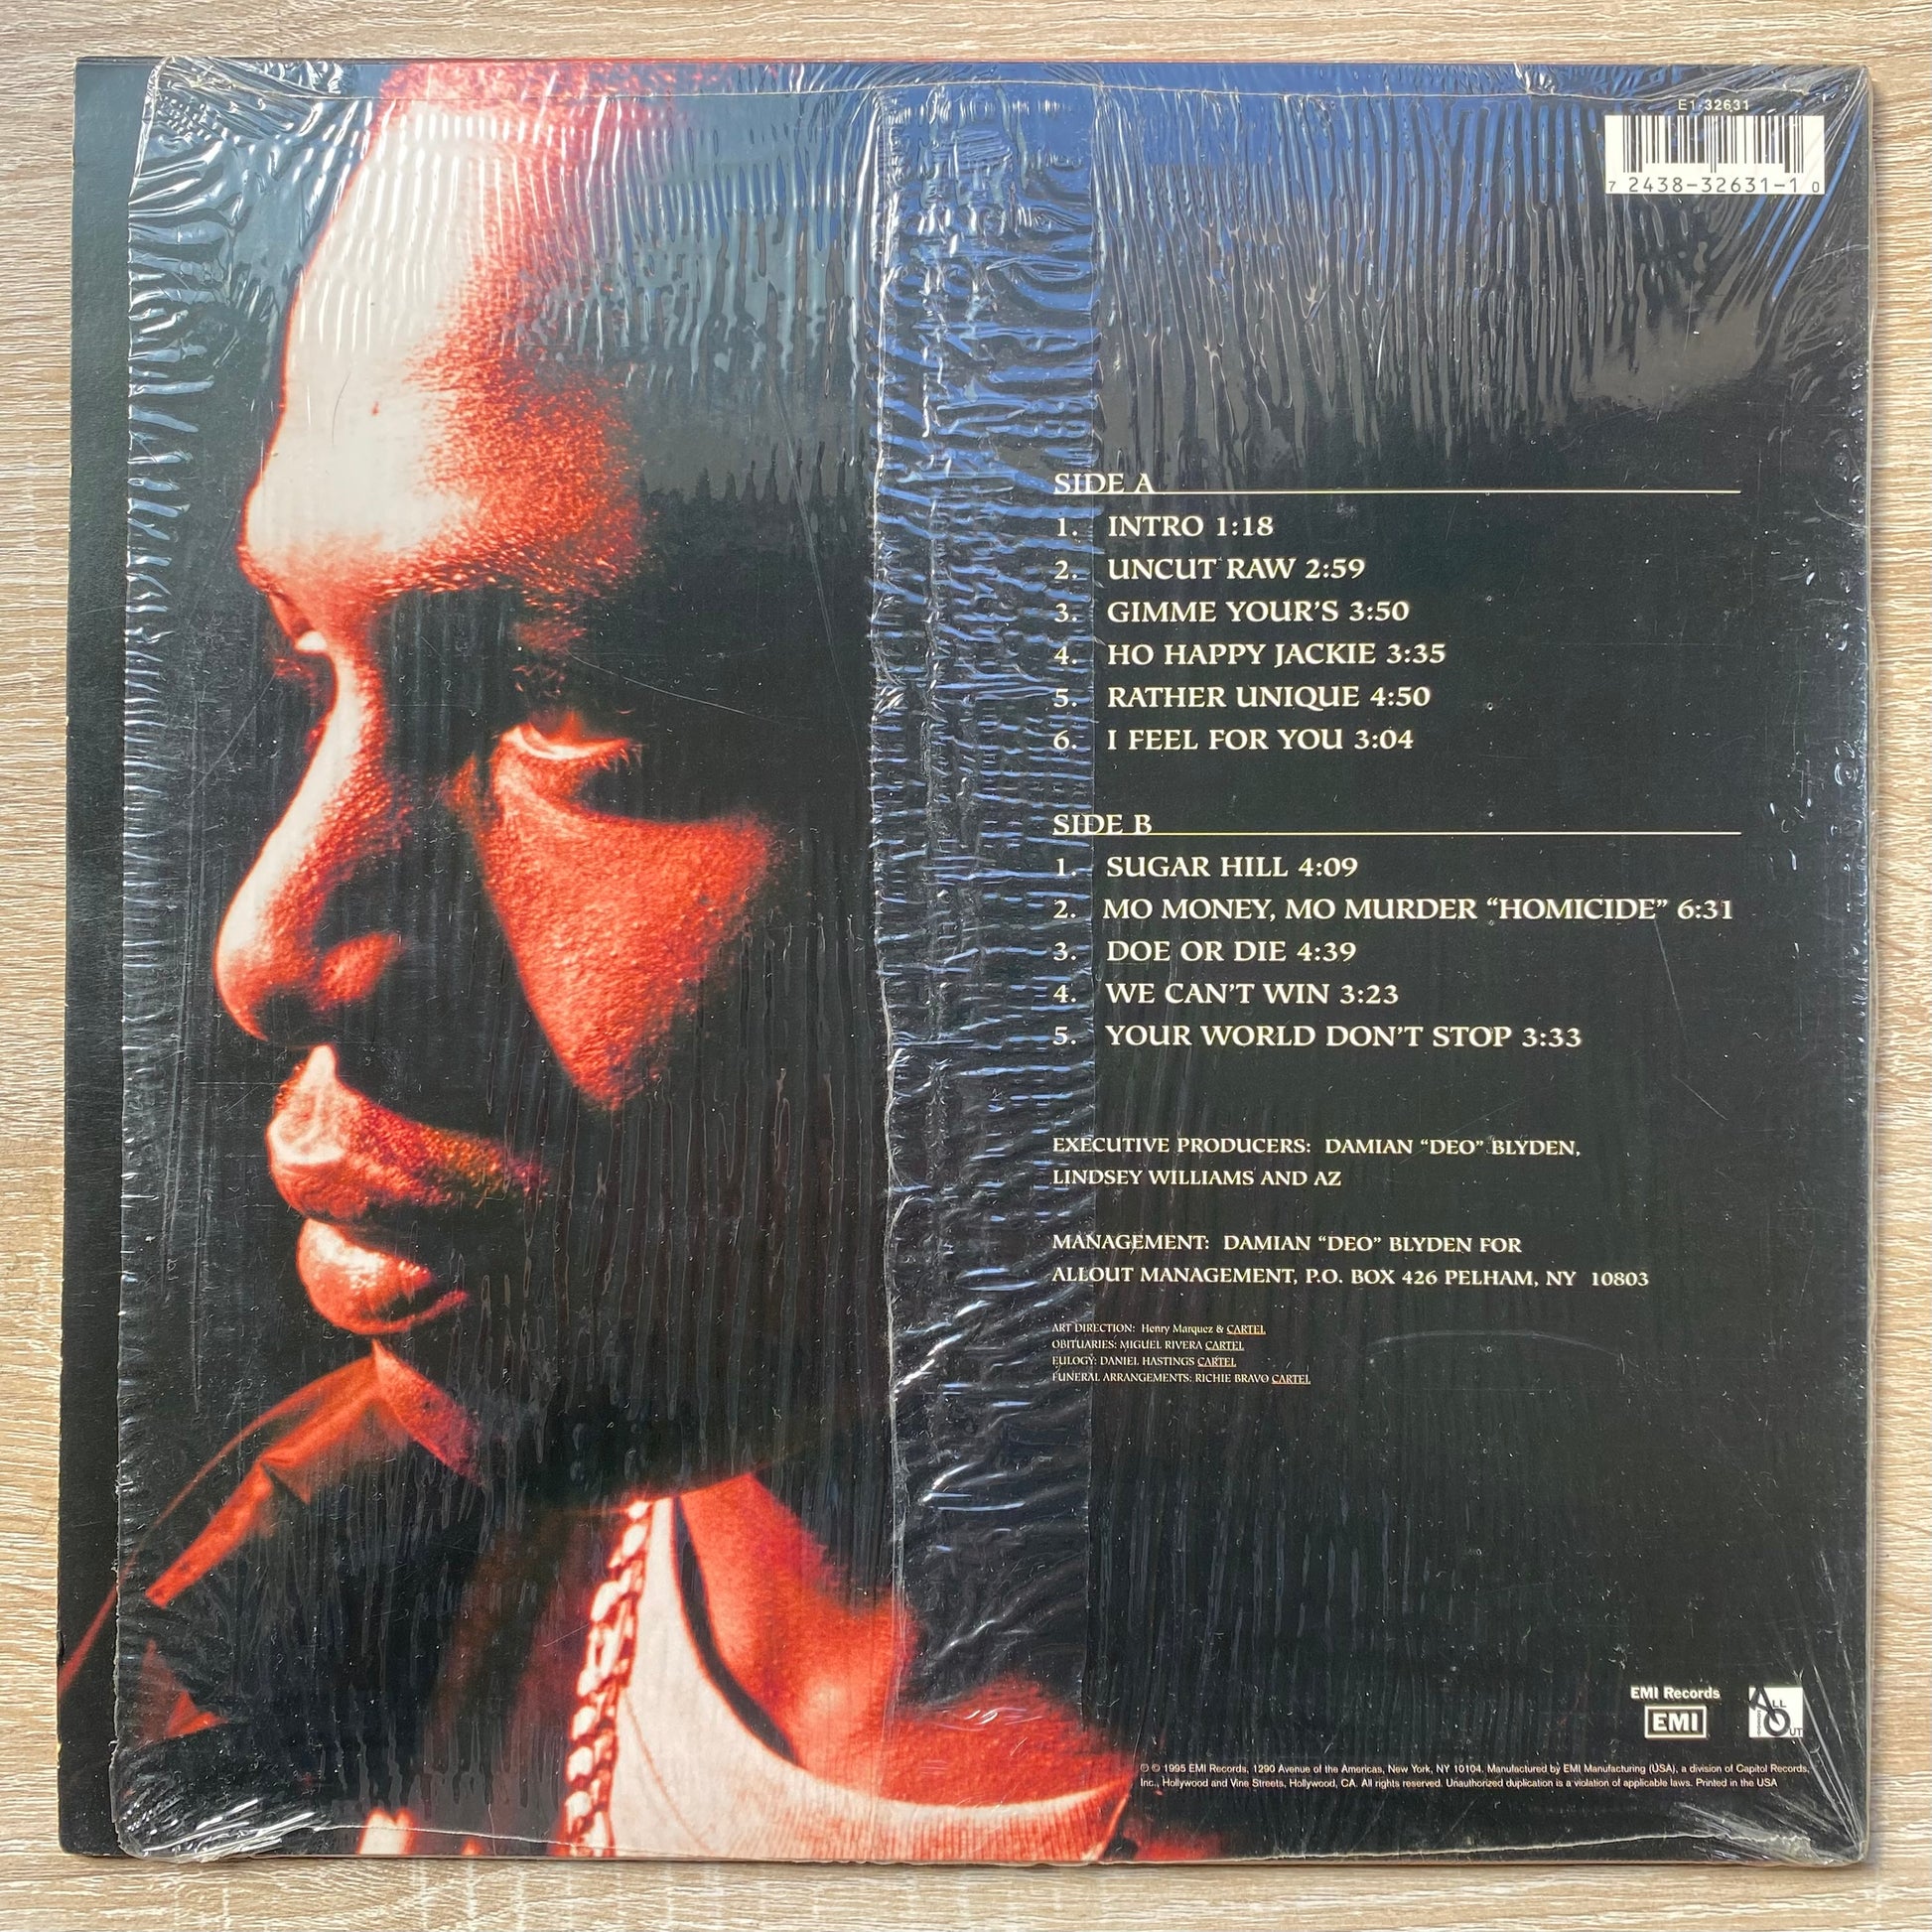 E1-32631
7 2438-32631-1 0
SIDE A
1. INTRO 1:18
2. UNCUT RAW 2:59
3. GIMME YOUR'S 3:50
4. HO HAPPY JACKIE 3:35
5. RATHER UNIQUE 4:50
6. I FEEL FOR YOU 3:04
SIDE B
1. SUGAR HILL 4:09
2. MO MONEY, MO MURDER “HOMICIDE” 6:31
3. DOE OR DIE 4:39
4. WE CAN'T WIN 3:23
5. YOUR WORLD DON'T STOP 3:33
EXECUTIVE PRODUCERS: DAMIAN “DEO” BLYDEN,
LINDSEY WILLIAMS AND AZ
MANAGEMENT: DAMIAN “DEO” BLYDEN FOR
ALLOUT MANAGEMENT, P.O. BOX 426 PELHAM, NY 10803
ART DIRECTION: Henry Marquez & CARTEL
OBITUARIES: MIGUEL RIVERA CARTEL
EULOGY: DANIEL HASTINGS CARTEL
FUNERAL ARRANGEMENTS: RICHIE BRAVO CARTEL
EMI Records
EMI
ALL OUT
℗ © 1995 EMI Records, 1290 Avenue of the Americas, New York, NY 10104. Manufactured by EMI Manufacturing (USA), a division of Capitol Records,
Inc., Hollywood and Vine Streets, Hollywood, CA. All rights reserved. Unauthorized duplication is a violation of applicable laws. Printed in the USA